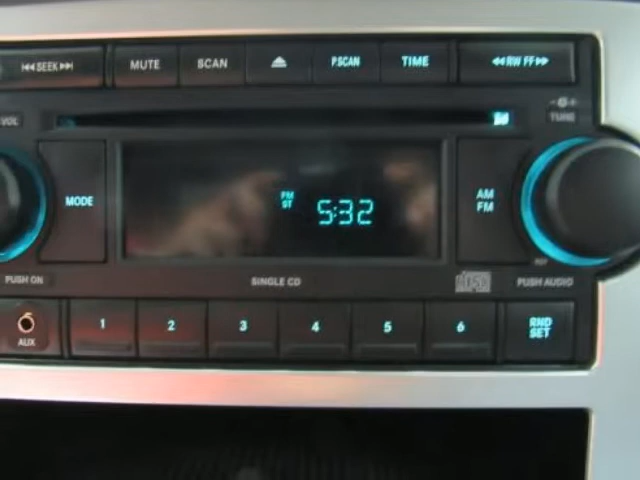 SEEK MUTE SCAN P.SCAN TIME RW FF
VOL TUNE
MODE FM ST 5:32 AM FM
PUSH ON SINGLE CD PUSH AUDIO
AUX 1 2 3 4 5 6 RND SET